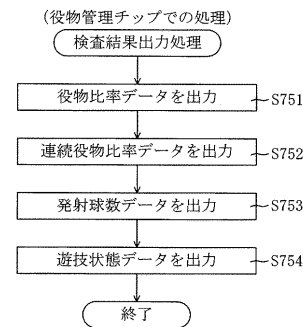 (役物管理チップでの処理)
検査結果出力処理
役物比率データを出力 S751
連続役物比率データを出力 S752
発射球数データを出力 S753
遊技状態データを出力 S754
終了